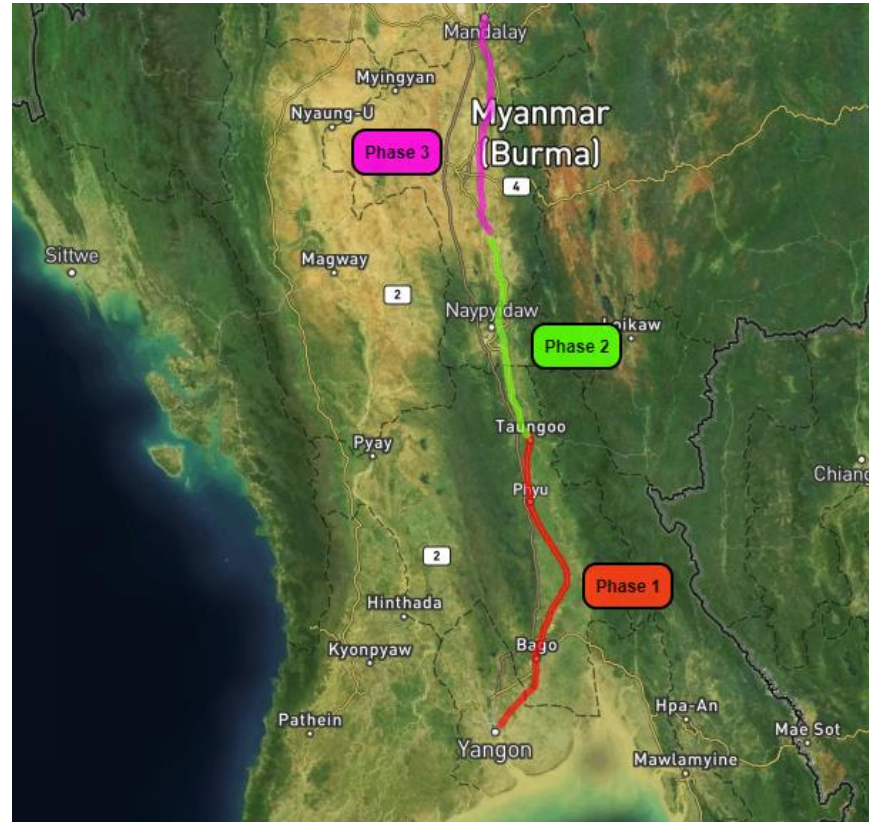 Mandalay
Myingyan
Nyaung-U
Myanmar
(Burma)
Phase 3
4
Sittwe
Magway
2
Naypyidaw
Loikaw
Phase 2
Taungoo
Pyay
Chiang
Phyu
2
Phase 1
Hinthada
Bago
Kyonpyaw
Pathein
Hpa-An
Mae Sot
Yangon
Mawlamyine